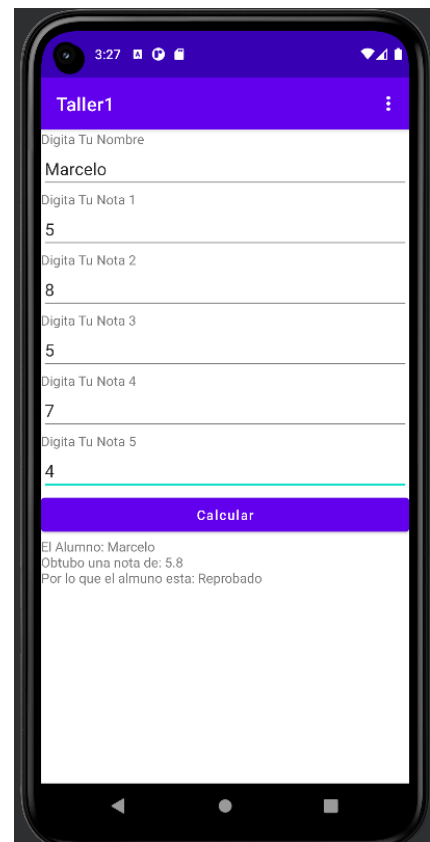 3:27
Taller1
Digita Tu Nombre
Marcelo
Digita Tu Nota 1
5
Digita Tu Nota 2
8
Digita Tu Nota 3
5
Digita Tu Nota 4
7
Digita Tu Nota 5
4
Calcular
El Alumno: Marcelo
Obtubo una nota de: 5.8
Por lo que el almuno esta: Reprobado